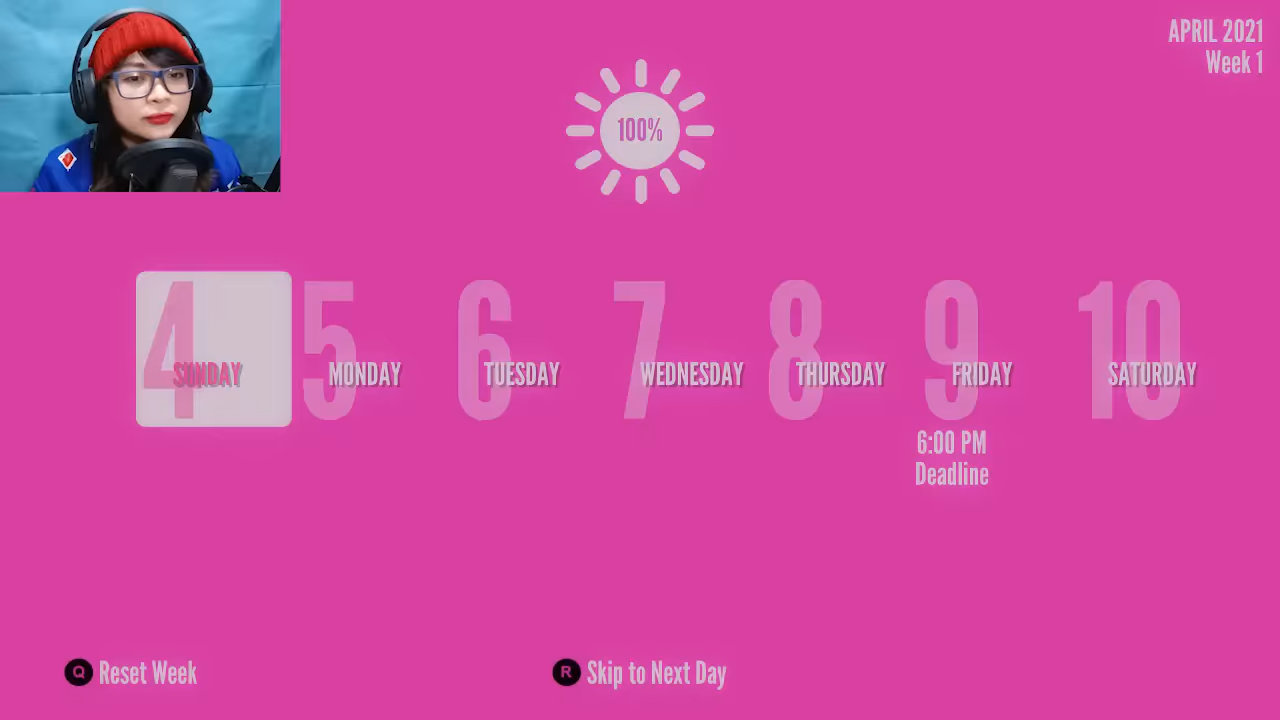 APRIL 2021
Week 1
100%
4 SUNDAY
5 MONDAY
6 TUESDAY
7 WEDNESDAY
8 THURSDAY
9 FRIDAY
10 SATURDAY
6:00 PM
Deadline
Q Reset Week
R Skip to Next Day